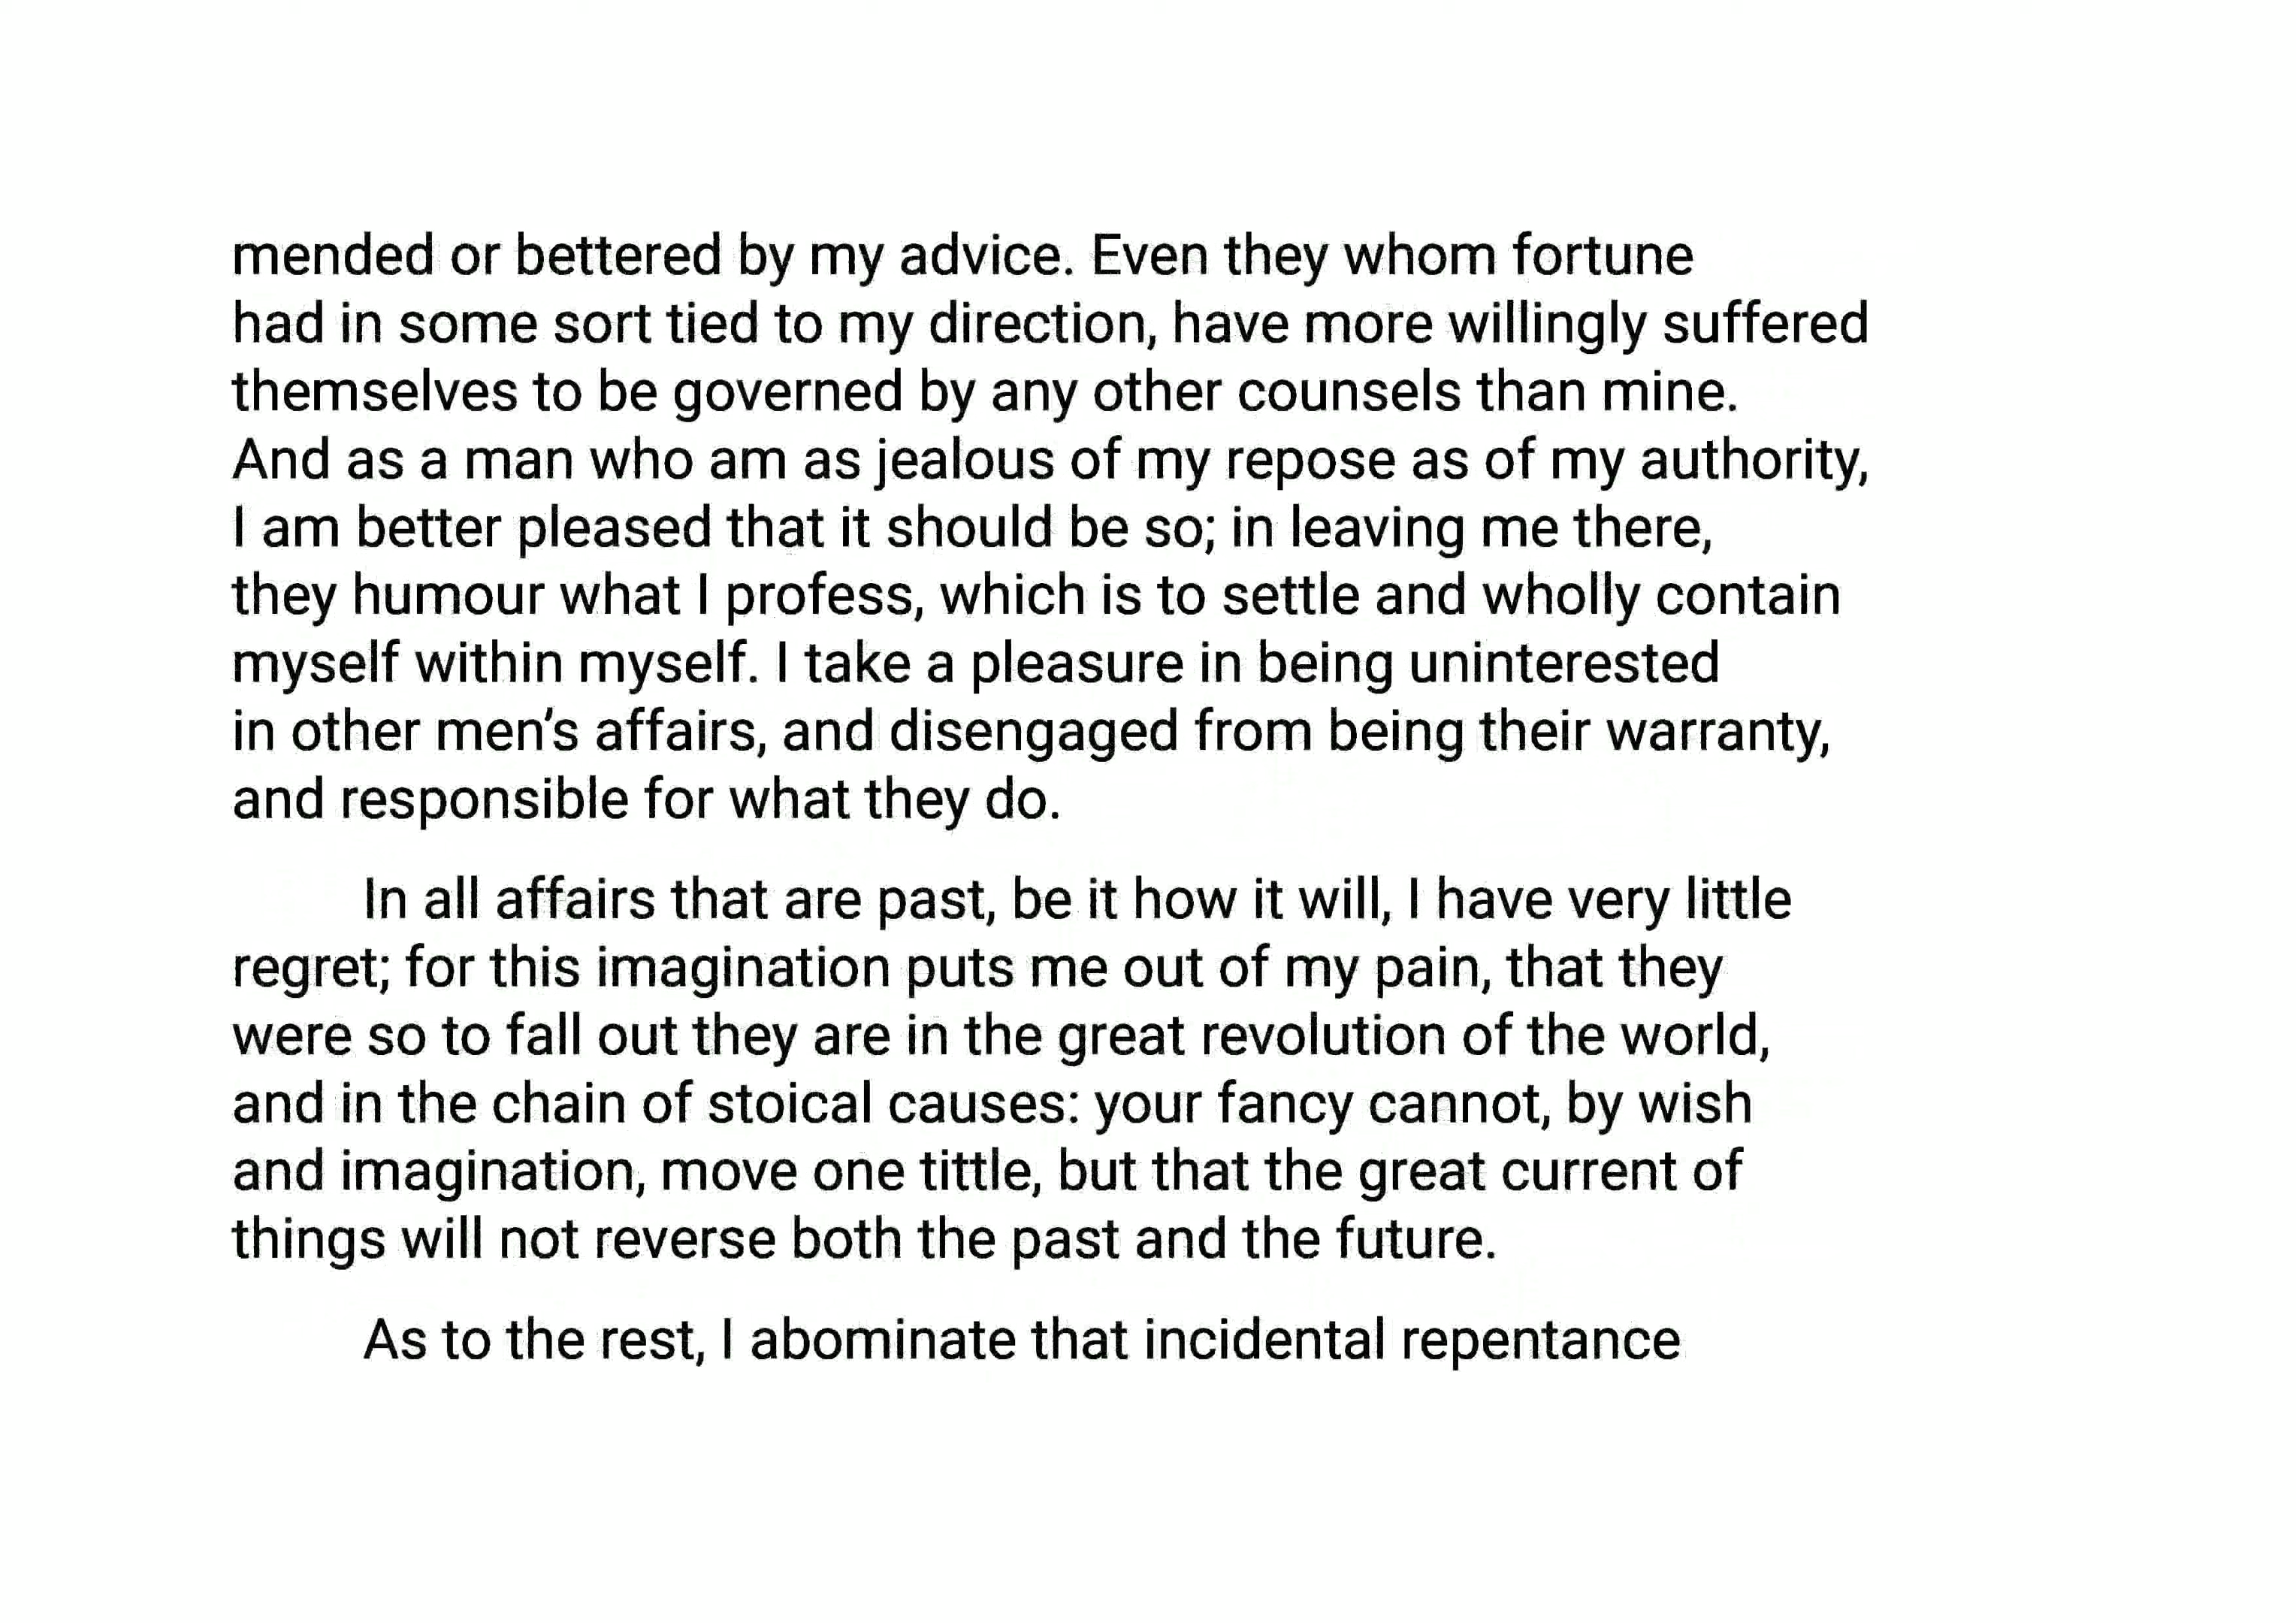 mended or bettered by my advice. Even they whom fortune
had in some sort tied to my direction, have more willingly suffered
themselves to be governed by any other counsels than mine.
And as a man who am as jealous of my repose as of my authority,
I am better pleased that it should be so; in leaving me there,
they humour what I profess, which is to settle and wholly contain
myself within myself. I take a pleasure in being uninterested
in other men’s affairs, and disengaged from being their warranty,
and responsible for what they do.
In all affairs that are past, be it how it will, I have very little
regret; for this imagination puts me out of my pain, that they
were so to fall out they are in the great revolution of the world,
and in the chain of stoical causes: your fancy cannot, by wish
and imagination, move one tittle, but that the great current of
things will not reverse both the past and the future.
As to the rest, I abominate that incidental repentance